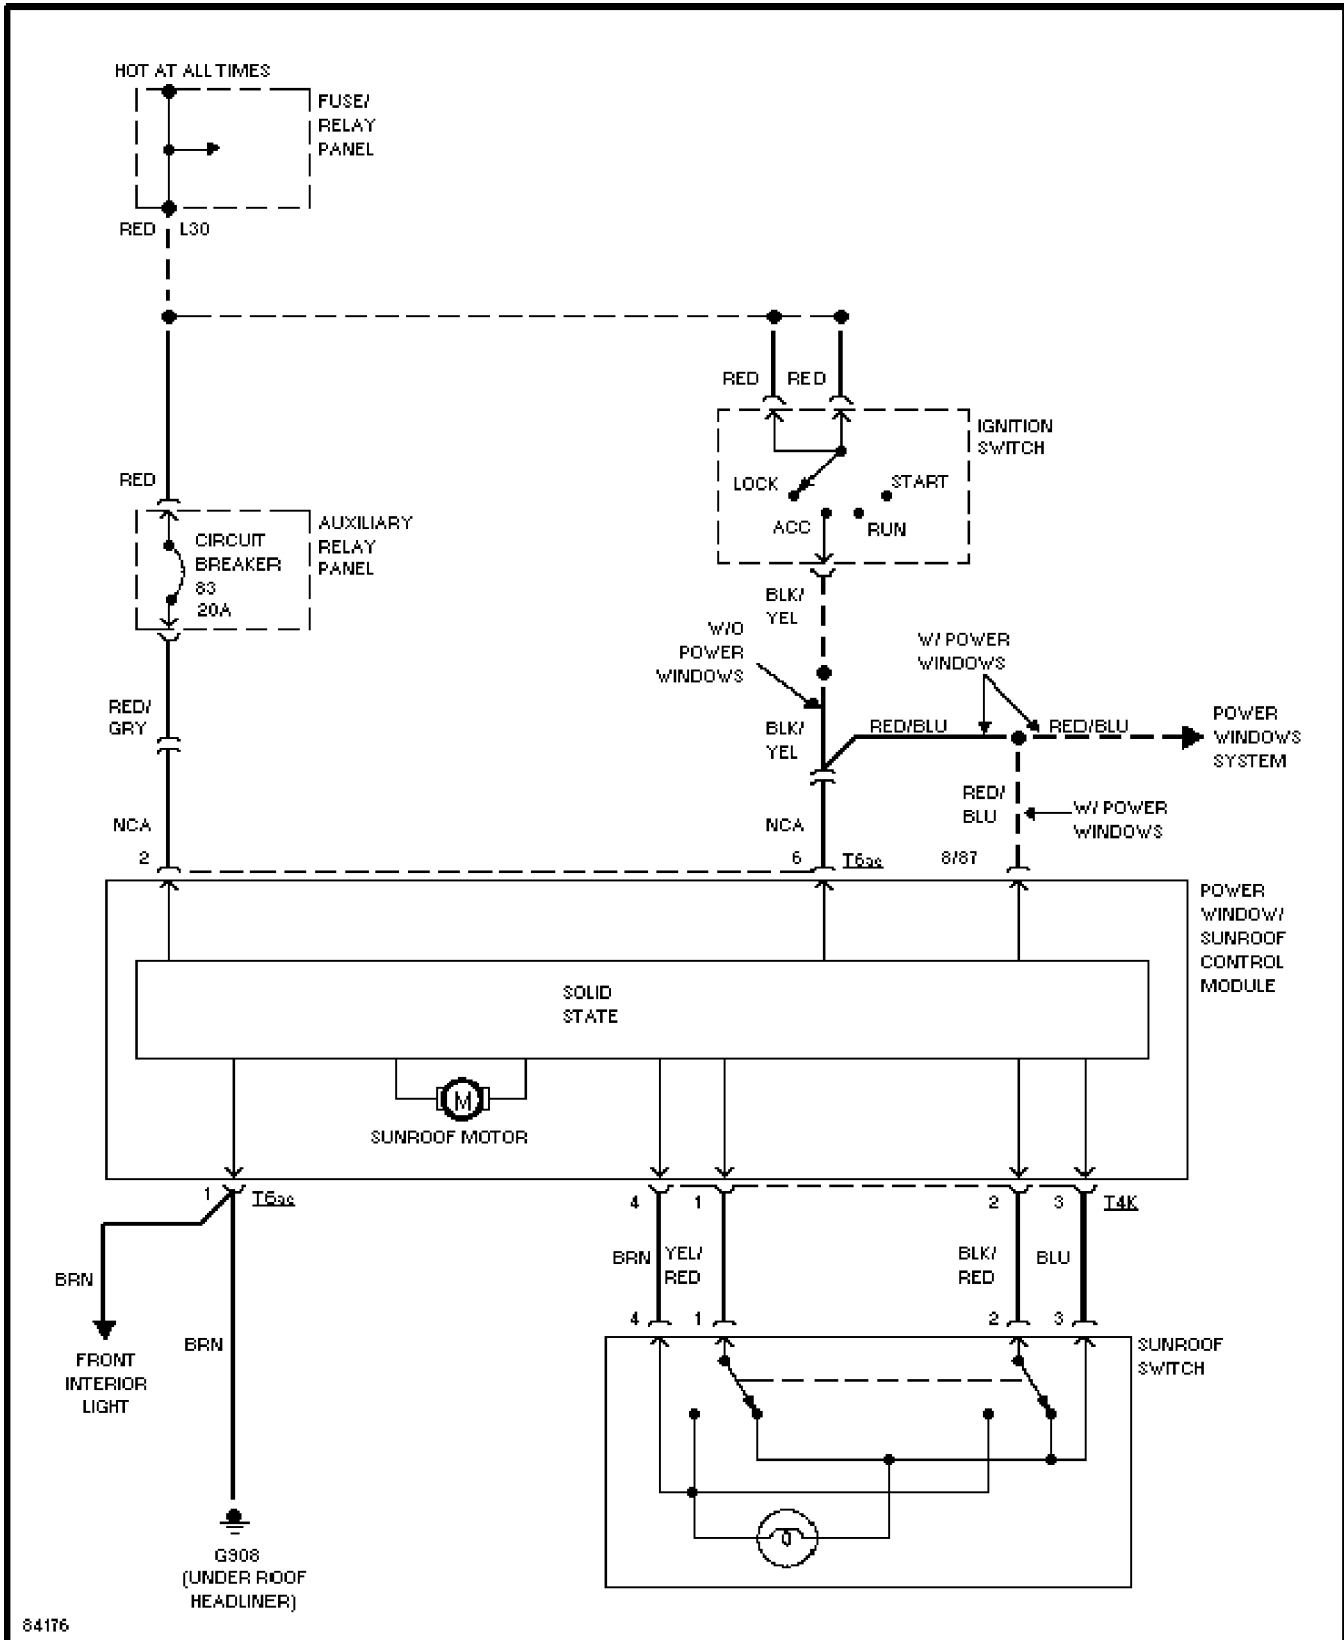 HOT AT ALL TIMES
FUSE/
RELAY
PANEL
RED L30
RED RED
IGNITION
SWITCH
LOCK
START
ACC
RUN
RED
AUXILIARY
RELAY
PANEL
CIRCUIT
BREAKER
83
20A
BLK/
YEL
W/O
POWER
WINDOWS
W/ POWER
WINDOWS
RED/
GRY
BLK/
YEL
RED/BLU
RED/BLU
POWER
WINDOWS
SYSTEM
RED/
BLU
W/ POWER
WINDOWS
NCA
NCA
2
6 T6ac
8/87
POWER
WINDOW/
SUNROOF
CONTROL
MODULE
SOLID
STATE
M
SUNROOF MOTOR
1 T6ac
4 1 2 3 T4K
BRN
YEL/
RED
BLK/
RED
BLU
BRN
BRN
4 1 2 3
SUNROOF
SWITCH
FRONT
INTERIOR
LIGHT
G908
(UNDER ROOF
HEADLINER)
84176